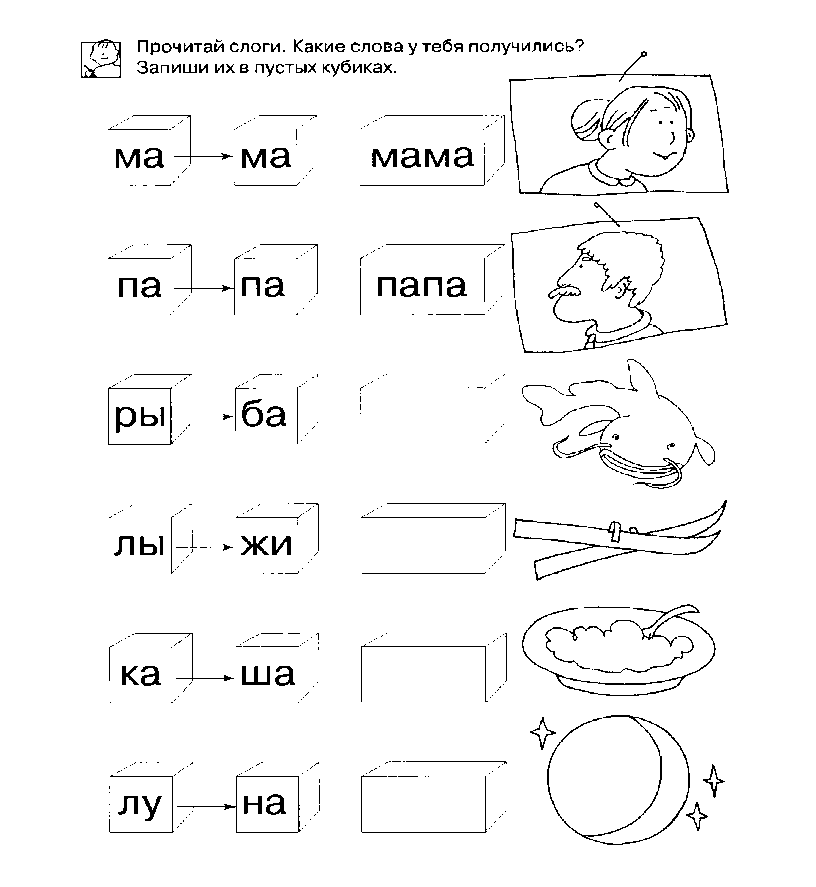 Прочитай слоги. Какие слова у тебя получились?
Запиши их в пустых кубиках.
ма ма мама
па па папа
ры ба
лы жи
ка ша
лу на